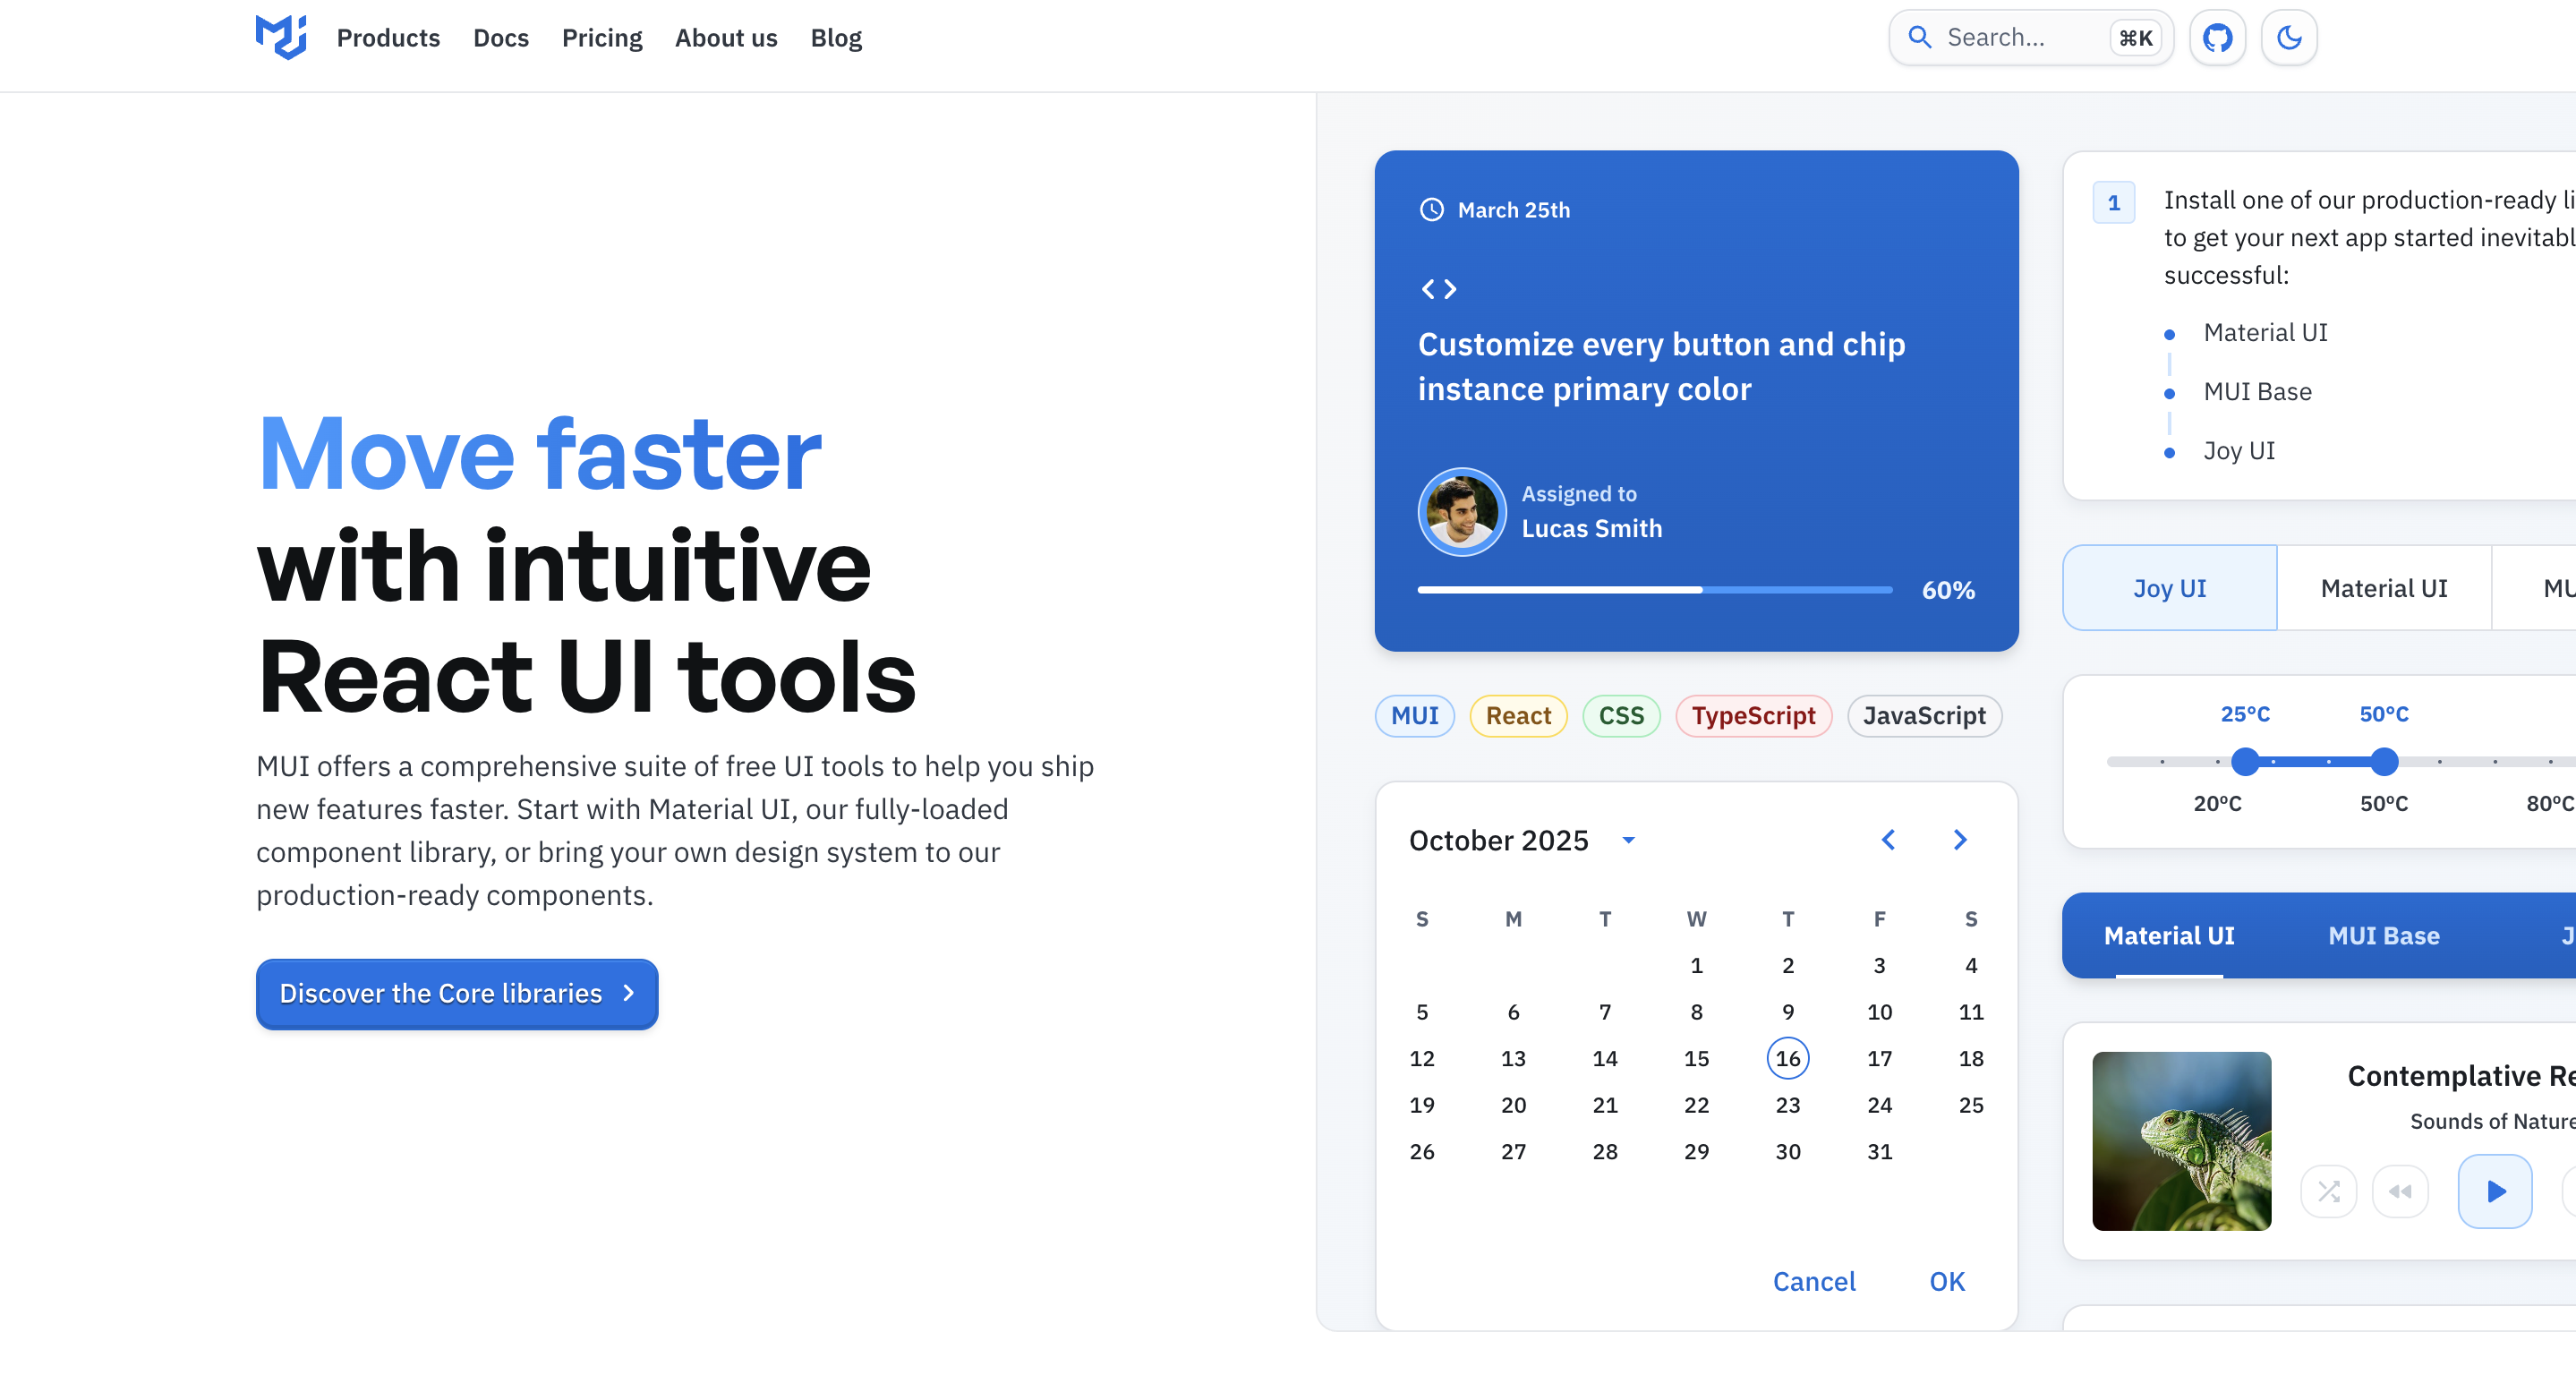 Products Docs Pricing About us Blog
Search... ⌘K
Move faster
with intuitive
React UI tools
MUI offers a comprehensive suite of free UI tools to help you ship
new features faster. Start with Material UI, our fully-loaded
component library, or bring your own design system to our
production-ready components.
Discover the Core libraries
March 25th
Customize every button and chip
instance primary color
Assigned to
Lucas Smith
60%
MUI React CSS TypeScript JavaScript
October 2025
S M T W T F S
1 2 3 4
5 6 7 8 9 10 11
12 13 14 15 16 17 18
19 20 21 22 23 24 25
26 27 28 29 30 31
Cancel OK
1
Install one of our production-ready li
to get your next app started inevitabl
successful:
Material UI
MUI Base
Joy UI
Joy UI Material UI MU
25°C 50°C
20°C 50°C 80°C
Material UI MUI Base J
Contemplative Re
Sounds of Nature